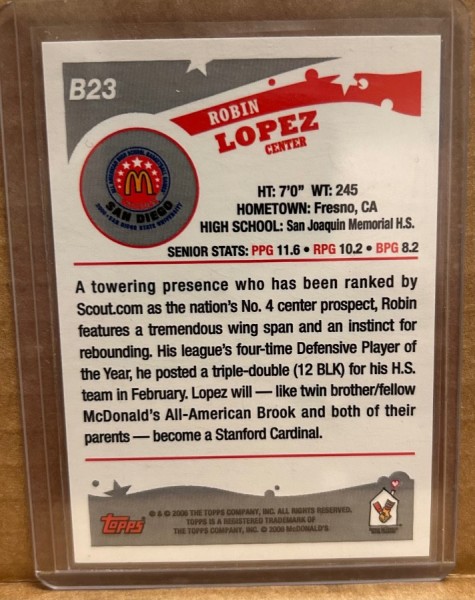 B23
ROBIN
LOPEZ
CENTER
SAN DIEGO
HT: 7'0" WT: 245
HOMETOWN: Fresno, CA
HIGH SCHOOL: San Joaquin Memorial H.S.
SENIOR STATS: PPG 11.6 • RPG 10.2 • BPG 8.2
A towering presence who has been ranked by
Scout.com as the nation's No. 4 center prospect, Robin
features a tremendous wing span and an instinct for
rebounding. His league's four-time Defensive Player of
the Year, he posted a triple-double (12 BLK) for his H.S.
team in February. Lopez will — like twin brother/fellow
McDonald's All-American Brook and both of their
parents — become a Stanford Cardinal.
Topps
® & © 2006 THE TOPPS COMPANY, INC. ALL RIGHTS RESERVED.
TOPPS IS A REGISTERED TRADEMARK OF
THE TOPPS COMPANY, INC. © 2006 McDONALD'S.